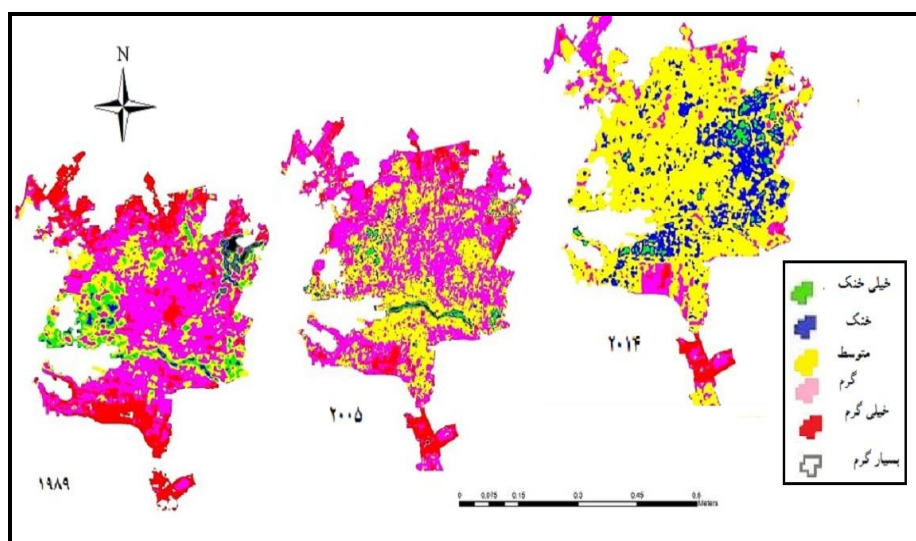 N
۱۹۸۹
۲۰۰۵
۲۰۱۴
خیلی خنک
خنک
متوسط
گرم
خیلی گرم
بسیار گرم
0 0.075 0.15 0.3 0.45 0.6
Meters